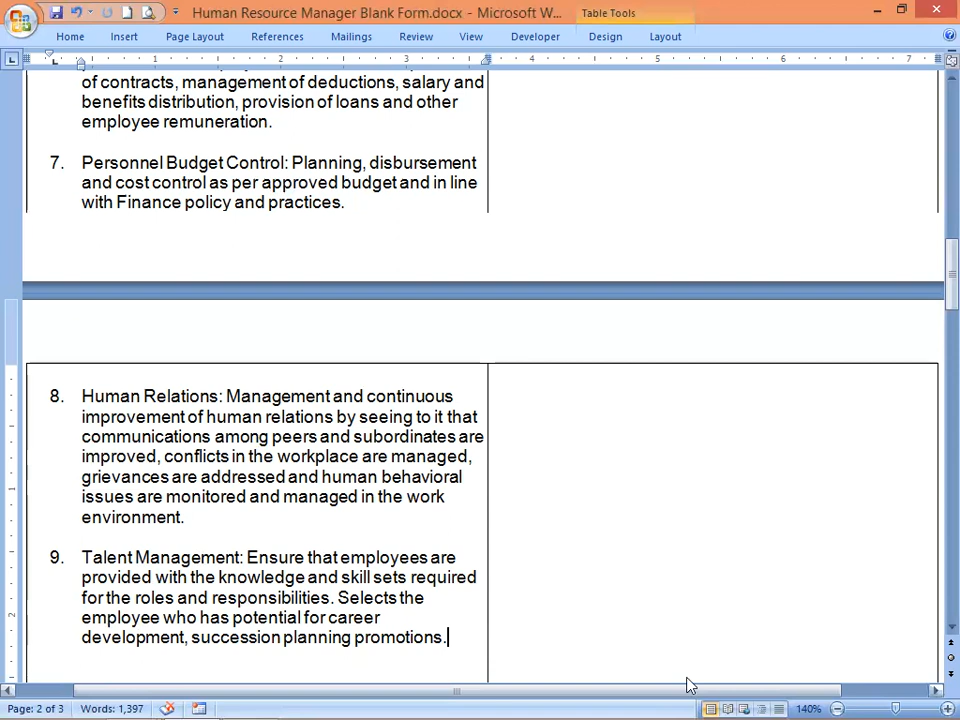 Human Resource Manager Blank Form.docx - Microsoft W...
Table Tools
Home Insert Page Layout References Mailings Review View Developer Design Layout
1 2 3 4 5 6 7
of contracts, management of deductions, salary and
benefits distribution, provision of loans and other
employee remuneration.
7. Personnel Budget Control: Planning, disbursement
and cost control as per approved budget and in line
with Finance policy and practices.
8. Human Relations: Management and continuous
improvement of human relations by seeing to it that
communications among peers and subordinates are
improved, conflicts in the workplace are managed,
grievances are addressed and human behavioral
issues are monitored and managed in the work
environment.
9. Talent Management: Ensure that employees are
provided with the knowledge and skill sets required
for the roles and responsibilities. Selects the
employee who has potential for career
development, succession planning promotions.
Page: 2 of 3 Words: 1,397 140%